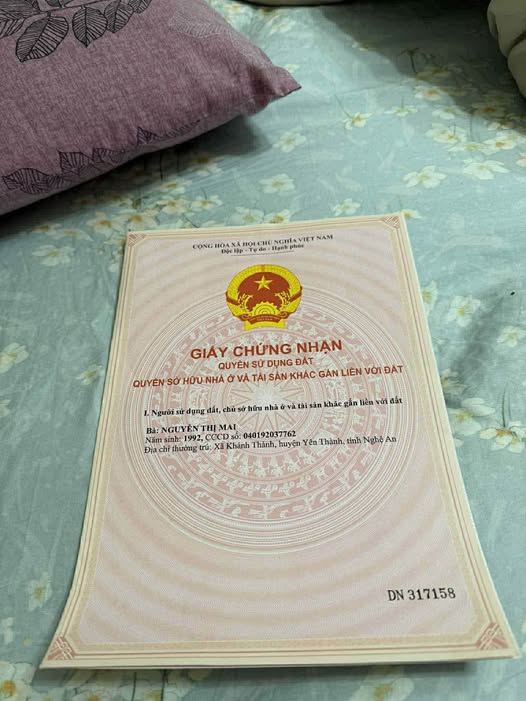 CỘNG HÒA XÃ HỘI CHỦ NGHĨA VIỆT NAM
Độc lập - Tự do - Hạnh phúc
GIẤY CHỨNG NHẬN
QUYỀN SỬ DỤNG ĐẤT
QUYỀN SỞ HỮU NHÀ Ở VÀ TÀI SẢN KHÁC GẮN LIỀN VỚI ĐẤT
I. Người sử dụng đất, chủ sở hữu nhà ở và tài sản khác gắn liền với đất
Bà: NGUYỄN THỊ MAI
Năm sinh: 1992, CCCD số: 040192037762
Địa chỉ thường trú: Xã Khánh Thành, huyện Yên Thành, tỉnh Nghệ An
DN 317158